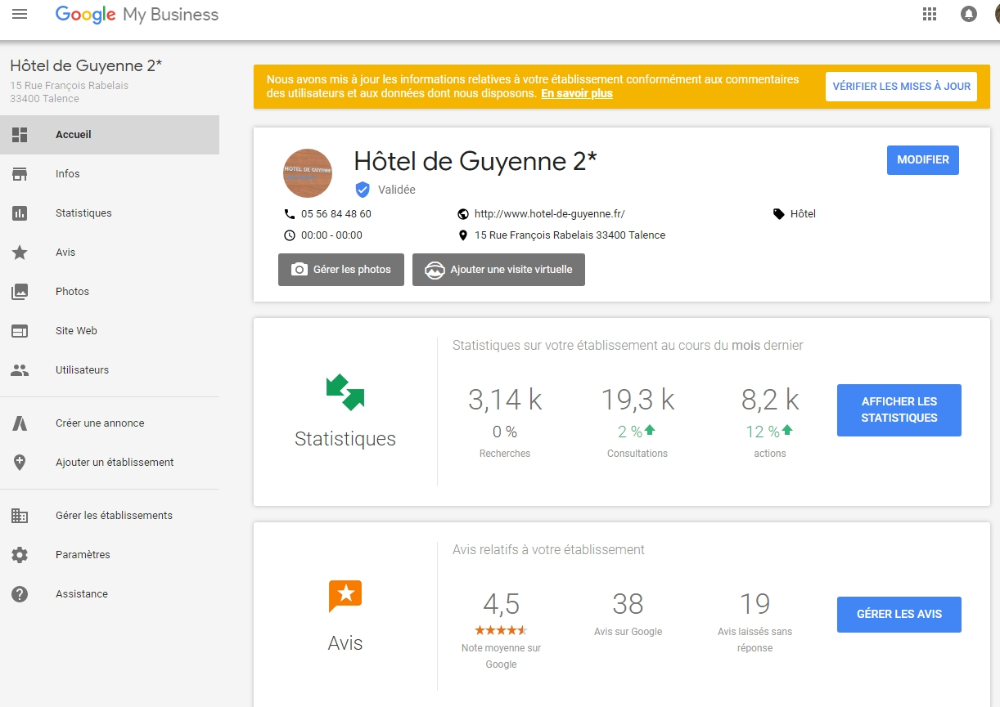 Google My Business
Hôtel de Guyenne 2*
15 Rue François Rabelais
33400 Talence
Accueil
Infos
Statistiques
Avis
Photos
Site Web
Utilisateurs
Créer une annonce
Ajouter un établissement
Gérer les établissements
Paramètres
Assistance
Nous avons mis à jour les informations relatives à votre établissement conformément aux commentaires
des utilisateurs et aux données dont nous disposons. En savoir plus
VÉRIFIER LES MISES À JOUR
HOTEL DE GUYENNE
Hôtel de Guyenne 2*
Validée
MODIFIER
05 56 84 48 60
http://www.hotel-de-guyenne.fr/
Hôtel
00:00 - 00:00
15 Rue François Rabelais 33400 Talence
Gérer les photos
Ajouter une visite virtuelle
Statistiques
Statistiques sur votre établissement au cours du mois dernier
3,14 k
0 %
Recherches
19,3 k
2 %
Consultations
8,2 k
12 %
actions
AFFICHER LES
STATISTIQUES
Avis
Avis relatifs à votre établissement
4,5
Note moyenne sur
Google
38
Avis sur Google
19
Avis laissés sans
réponse
GÉRER LES AVIS